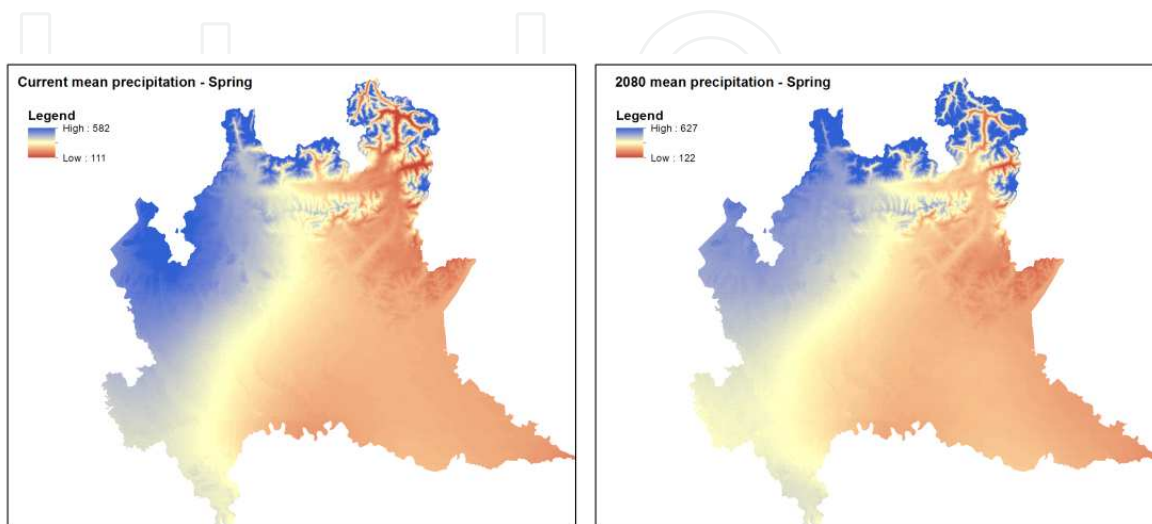 Current mean precipitation - Spring
Legend
High : 582
Low : 111
2080 mean precipitation - Spring
Legend
High : 627
Low : 122